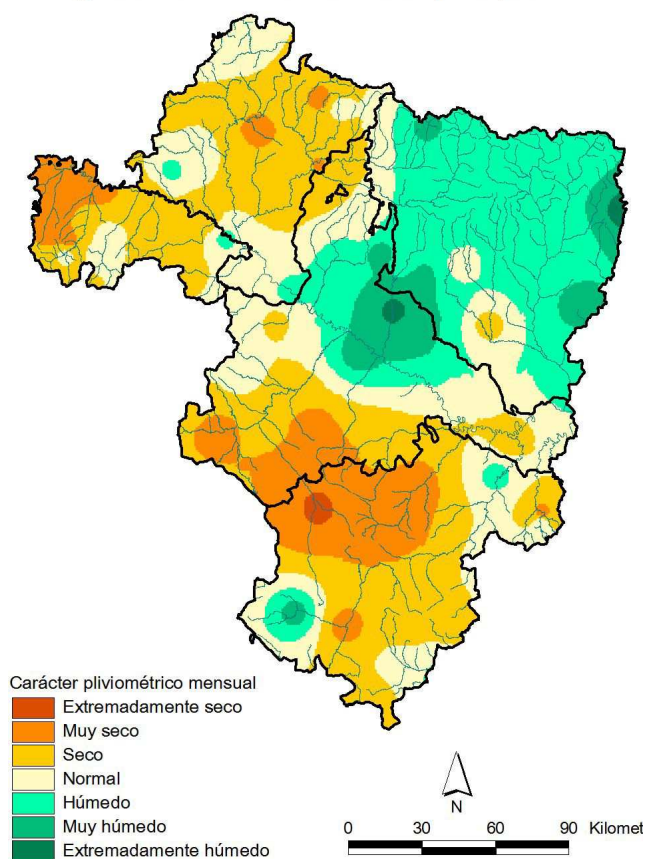 Carácter pliviométrico mensual
Extremadamente seco
Muy seco
Seco
Normal
Húmedo
Muy húmedo
Extremadamente húmedo
N
0 30 60 90 Kilomet